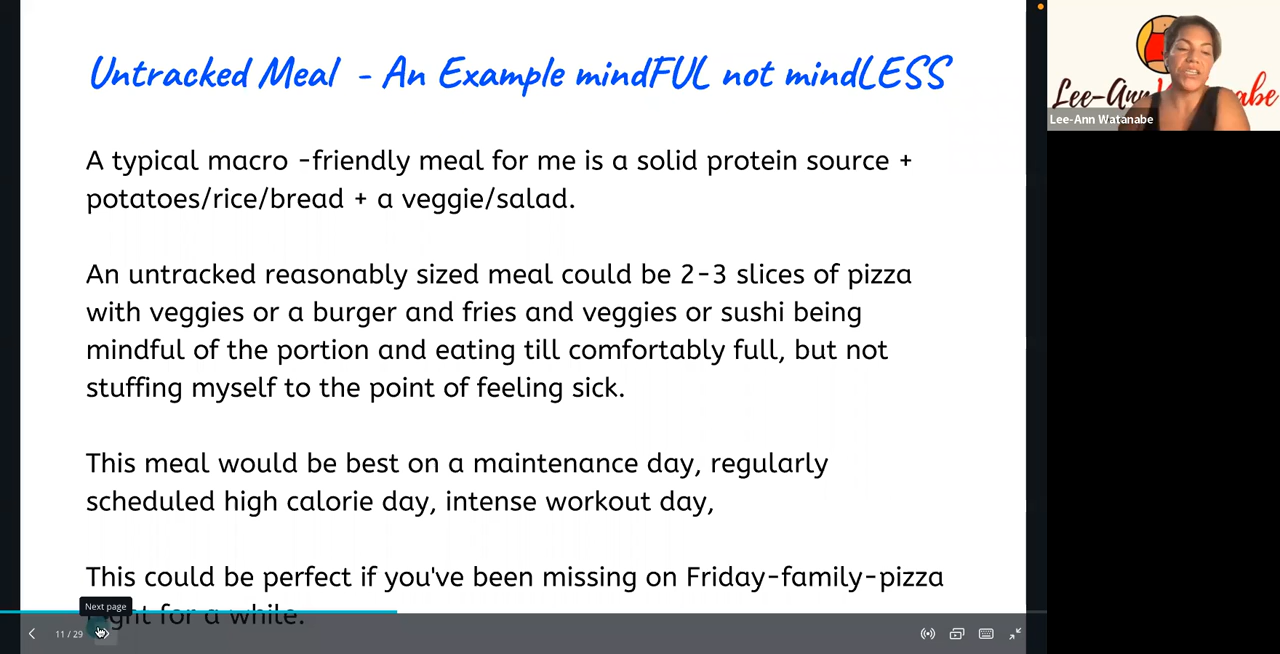 Untracked Meal - An Example mindFUL not mindLESS
A typical macro -friendly meal for me is a solid protein source +
potatoes/rice/bread + a veggie/salad.
An untracked reasonably sized meal could be 2-3 slices of pizza
with veggies or a burger and fries and veggies or sushi being
mindful of the portion and eating till comfortably full, but not
stuffing myself to the point of feeling sick.
This meal would be best on a maintenance day, regularly
scheduled high calorie day, intense workout day,
This could be perfect if you've been missing on Friday-family-pizza
for a while.
Next page
11 / 29
Lee-Ann
abe
Lee-Ann Watanabe